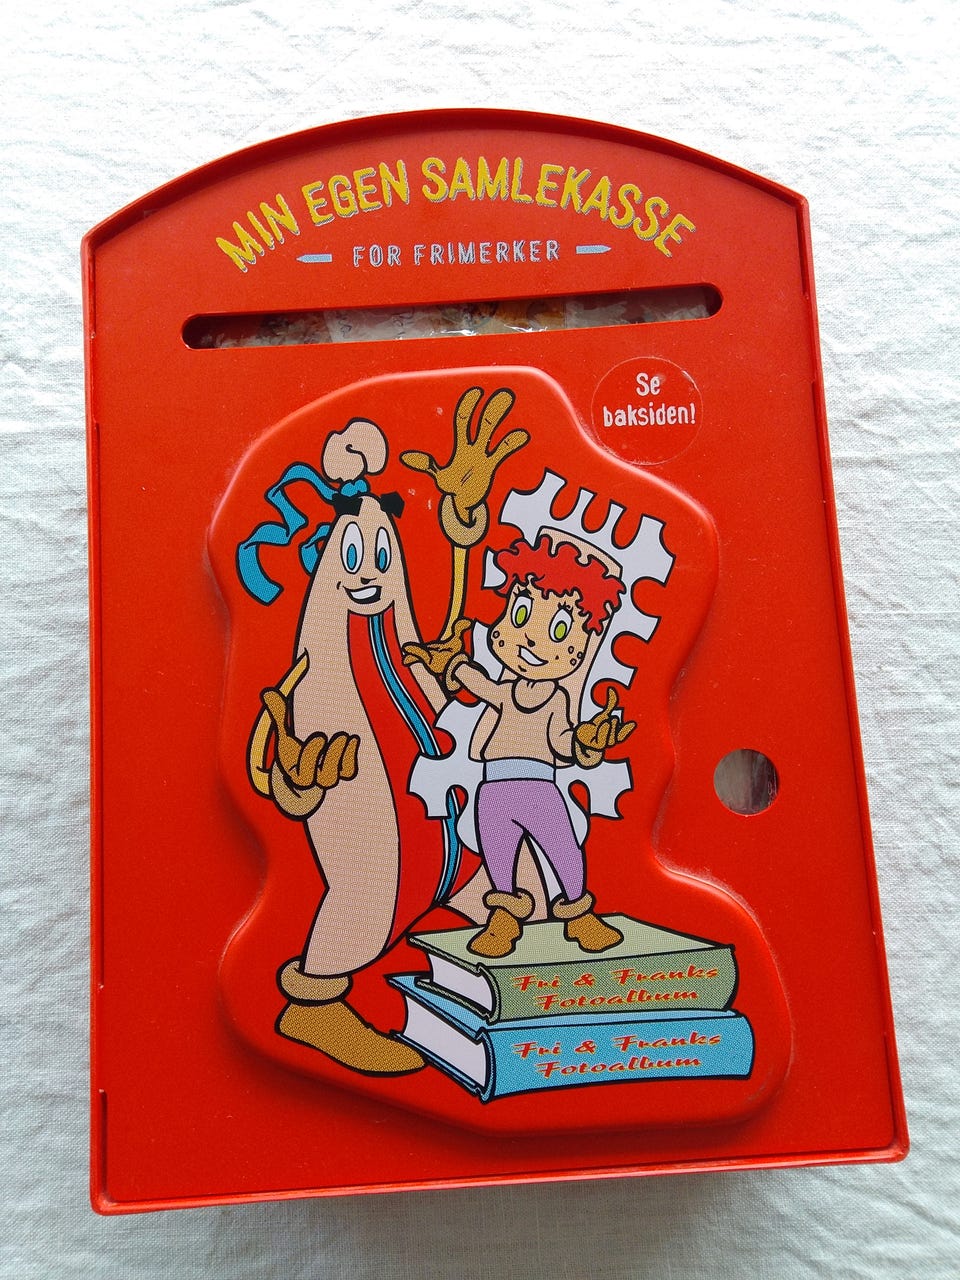 MIN EGEN SAMLEKASSE
FOR FRIMERKER
Se
baksiden!
Fri & Franks
Fotoalbum
Fri & Franks
Fotoalbum